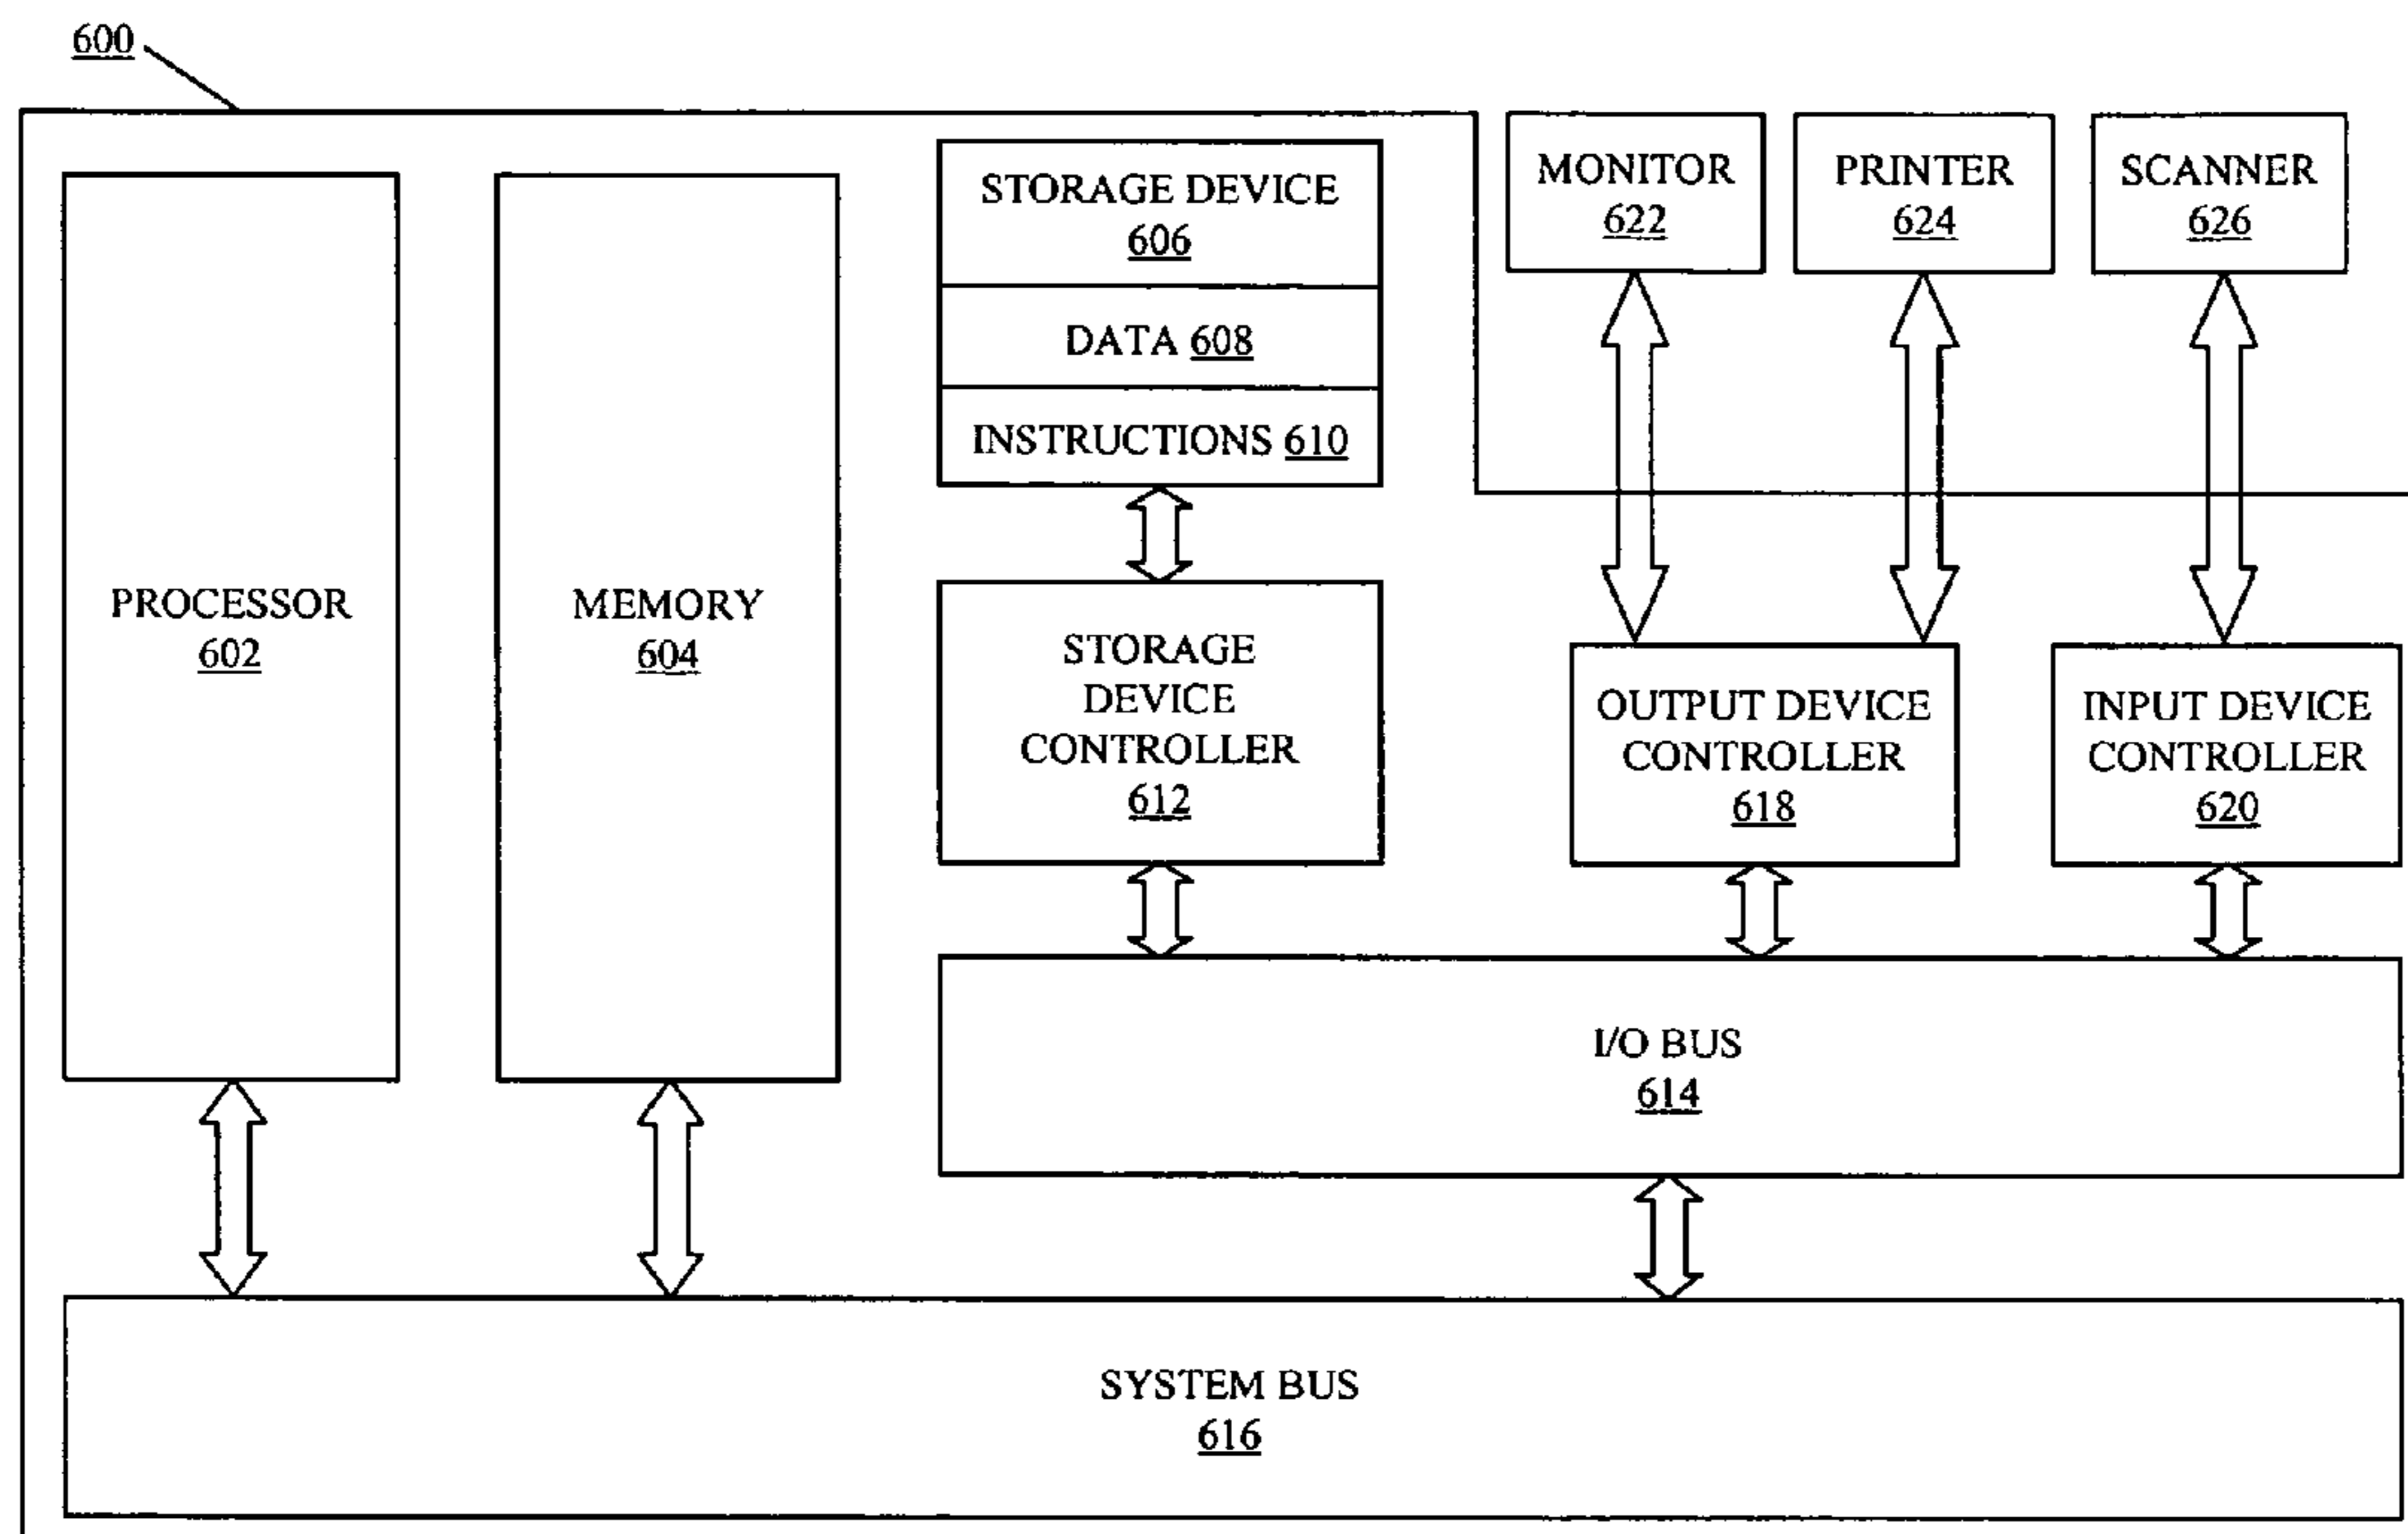 600
PROCESSOR
602
MEMORY
604
STORAGE DEVICE
606
DATA 608
INSTRUCTIONS 610
STORAGE
DEVICE
CONTROLLER
612
MONITOR
622
PRINTER
624
SCANNER
626
OUTPUT DEVICE
CONTROLLER
618
INPUT DEVICE
CONTROLLER
620
I/O BUS
614
SYSTEM BUS
616